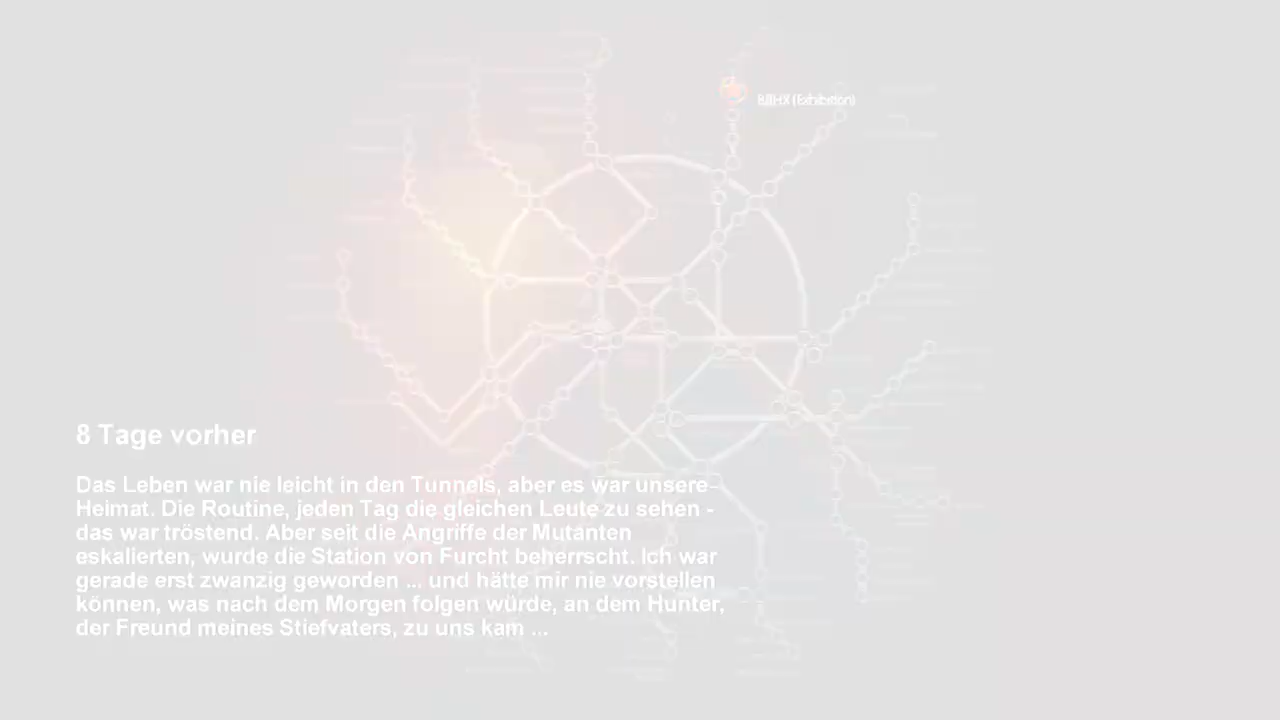 ВДНХ (Exhibition)
8 Tage vorher
Das Leben war nie leicht in den Tunnels, aber es war unsere
Heimat. Die Routine, jeden Tag die gleichen Leute zu sehen -
das war tröstend. Aber seit die Angriffe der Mutanten
eskalierten, wurde die Station von Furcht beherrscht. Ich war
gerade erst zwanzig geworden ... und hätte mir nie vorstellen
können, was nach dem Morgen folgen würde, an dem Hunter,
der Freund meines Stiefvaters, zu uns kam ...